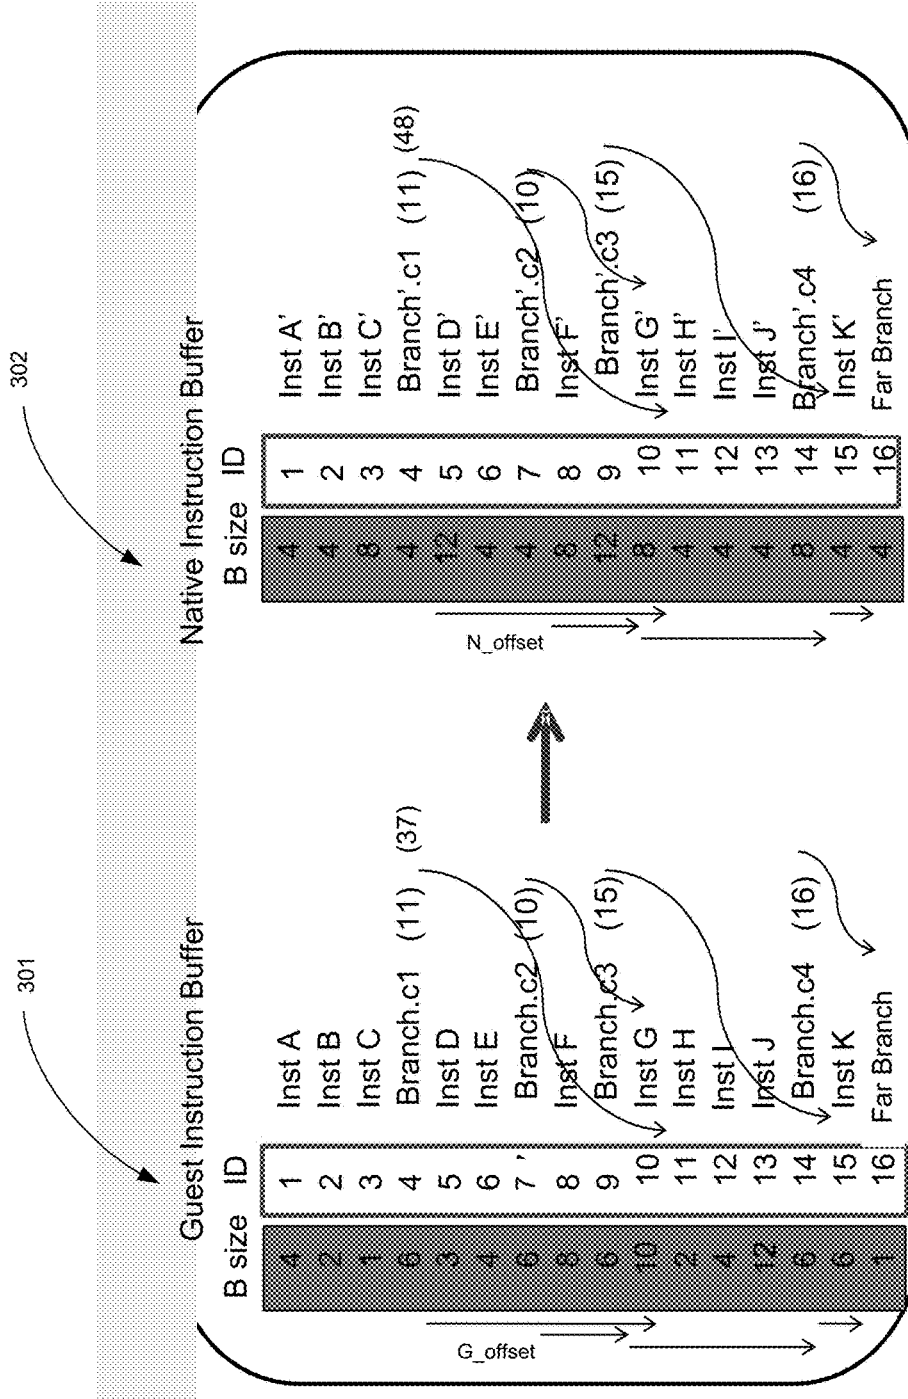 301
Guest Instruction Buffer
B size ID
4 1 Inst A
2 2 Inst B
1 3 Inst C
6 4 Branch.c1 (11) (37)
3 5 Inst D
4 6 Inst E
6 7 ’ Branch.c2 (10)
8 8 Inst F
6 9 Branch.c3 (15)
10 10 Inst G
2 11 Inst H
4 12 Inst I
12 13 Inst J
6 14 Branch.c4 (16)
6 15 Inst K
1 16 Far Branch
G_offset
302
Native Instruction Buffer
B size ID
4 1 Inst A’
4 2 Inst B’
8 3 Inst C’
4 4 Branch’.c1 (11) (48)
12 5 Inst D’
4 6 Inst E’
4 7 Branch’.c2 (10)
8 8 Inst F’
12 9 Branch’.c3 (15)
8 10 Inst G’
4 11 Inst H’
4 12 Inst I’
4 13 Inst J’
8 14 Branch’.c4 (16)
4 15 Inst K’
4 16 Far Branch
N_offset